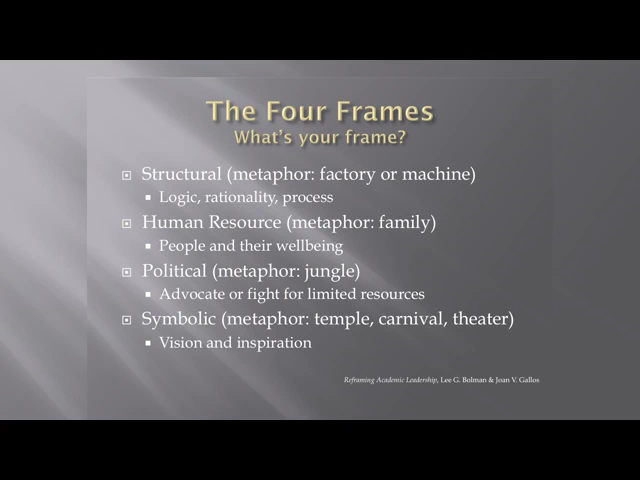 The Four Frames
What's your frame?
Structural (metaphor: factory or machine)
Logic, rationality, process
Human Resource (metaphor: family)
People and their wellbeing
Political (metaphor: jungle)
Advocate or fight for limited resources
Symbolic (metaphor: temple, carnival, theater)
Vision and inspiration
Reframing Academic Leadership, Lee G. Bolman & Joan V. Gallos